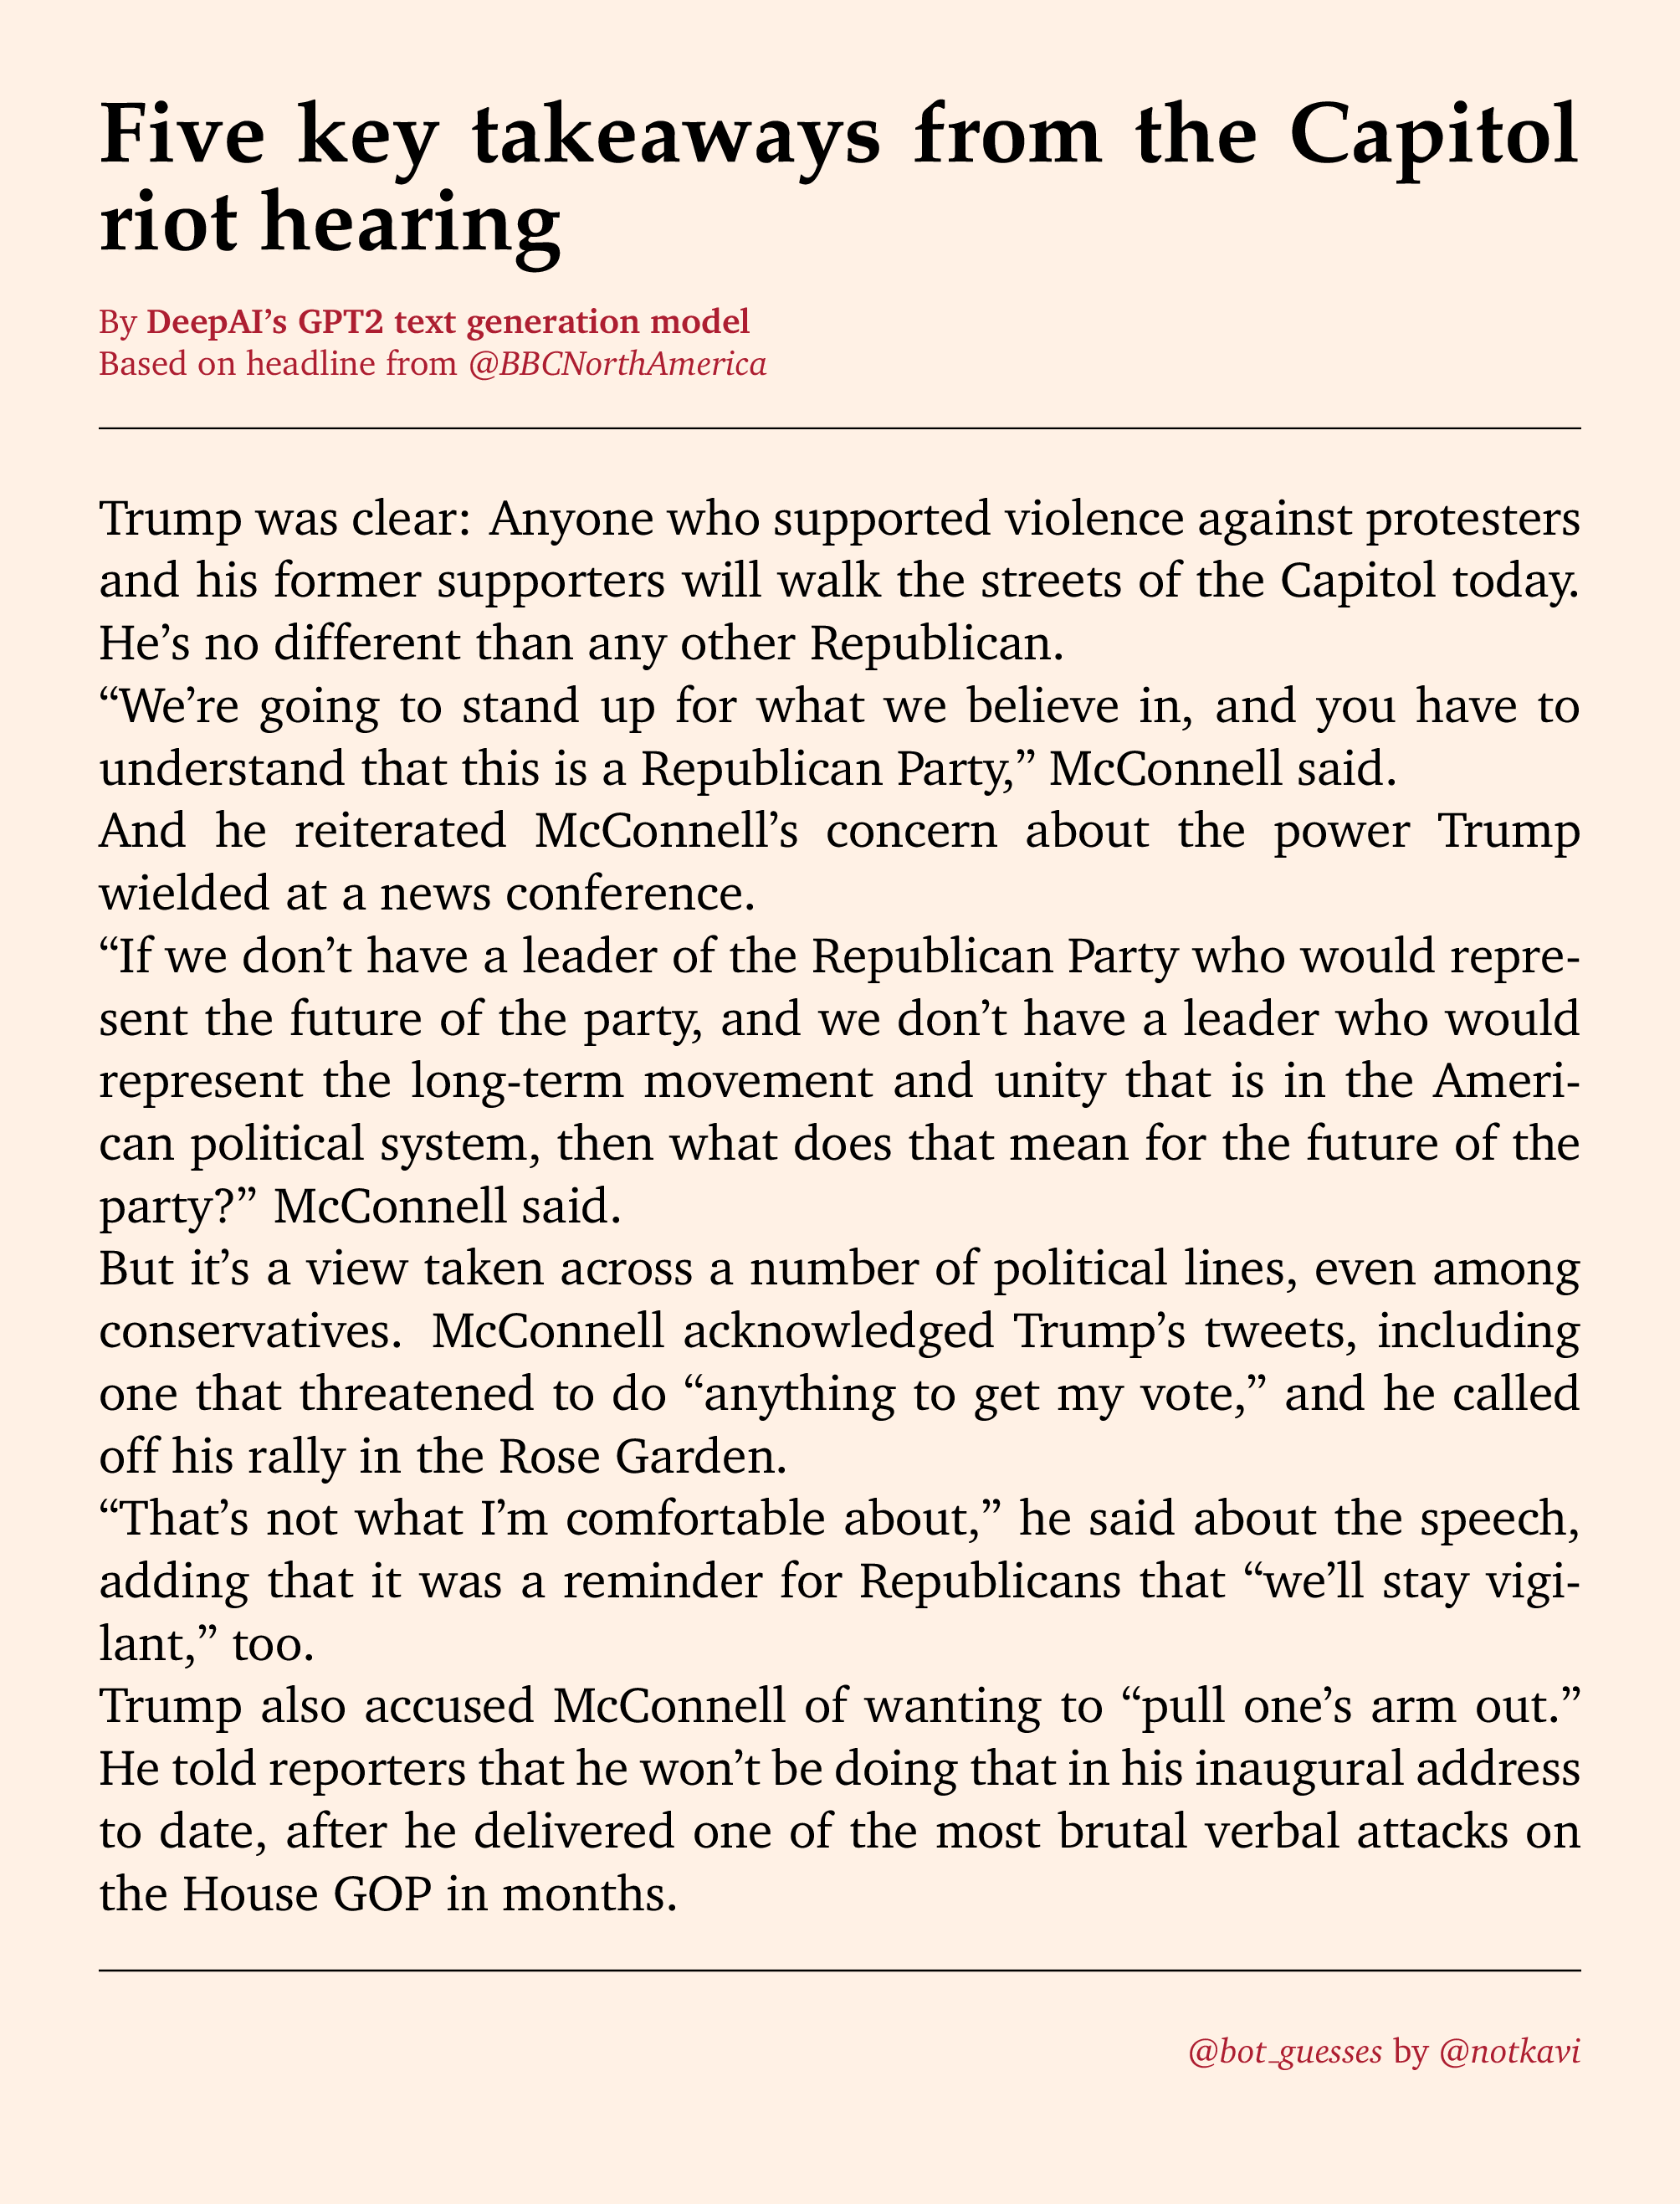 Five key takeaways from the Capitol
riot hearing
By DeepAI’s GPT2 text generation model
Based on headline from @BBCNorthAmerica
Trump was clear: Anyone who supported violence against protesters
and his former supporters will walk the streets of the Capitol today.
He’s no different than any other Republican.
“We’re going to stand up for what we believe in, and you have to
understand that this is a Republican Party,” McConnell said.
And he reiterated McConnell’s concern about the power Trump
wielded at a news conference.
“If we don’t have a leader of the Republican Party who would repre-
sent the future of the party, and we don’t have a leader who would
represent the long-term movement and unity that is in the Ameri-
can political system, then what does that mean for the future of the
party?” McConnell said.
But it’s a view taken across a number of political lines, even among
conservatives. McConnell acknowledged Trump’s tweets, including
one that threatened to do “anything to get my vote,” and he called
off his rally in the Rose Garden.
“That’s not what I’m comfortable about,” he said about the speech,
adding that it was a reminder for Republicans that “we’ll stay vigi-
lant,” too.
Trump also accused McConnell of wanting to “pull one’s arm out.”
He told reporters that he won’t be doing that in his inaugural address
to date, after he delivered one of the most brutal verbal attacks on
the House GOP in months.
@bot_guesses by @notkavi